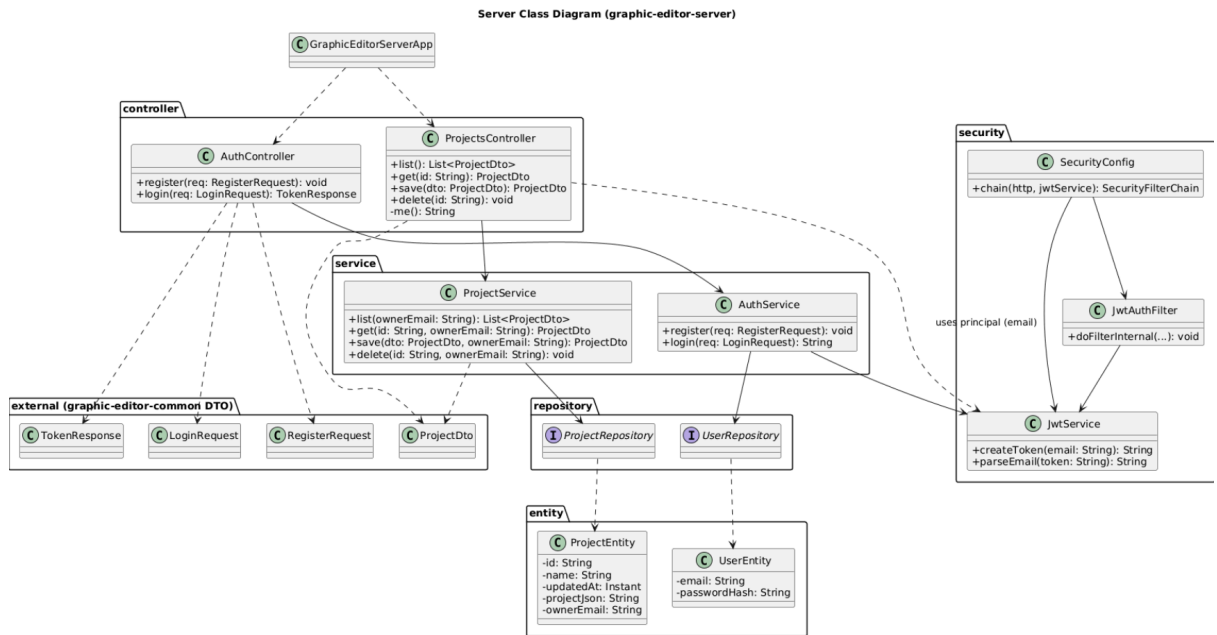 Server Class Diagram (graphic-editor-server)
C GraphicEditorServerApp
controller
C AuthController
+register(req: RegisterRequest): void
+login(req: LoginRequest): TokenResponse
C ProjectsController
+list(): List<ProjectDto>
+get(id: String): ProjectDto
+save(dto: ProjectDto): ProjectDto
+delete(id: String): void
-me(): String
security
C SecurityConfig
+chain(http, jwtService): SecurityFilterChain
service
C ProjectService
+list(ownerEmail: String): List<ProjectDto>
+get(id: String, ownerEmail: String): ProjectDto
+save(dto: ProjectDto, ownerEmail: String): ProjectDto
+delete(id: String, ownerEmail: String): void
C AuthService
+register(req: RegisterRequest): void
+login(req: LoginRequest): String
uses principal (email)
C JwtAuthFilter
+doFilterInternal(...): void
external (graphic-editor-common DTO)
C TokenResponse
C LoginRequest
C RegisterRequest
C ProjectDto
repository
I ProjectRepository
I UserRepository
C JwtService
+createToken(email: String): String
+parseEmail(token: String): String
entity
C ProjectEntity
-id: String
-name: String
-updatedAt: Instant
-projectJson: String
-ownerEmail: String
C UserEntity
-email: String
-passwordHash: String